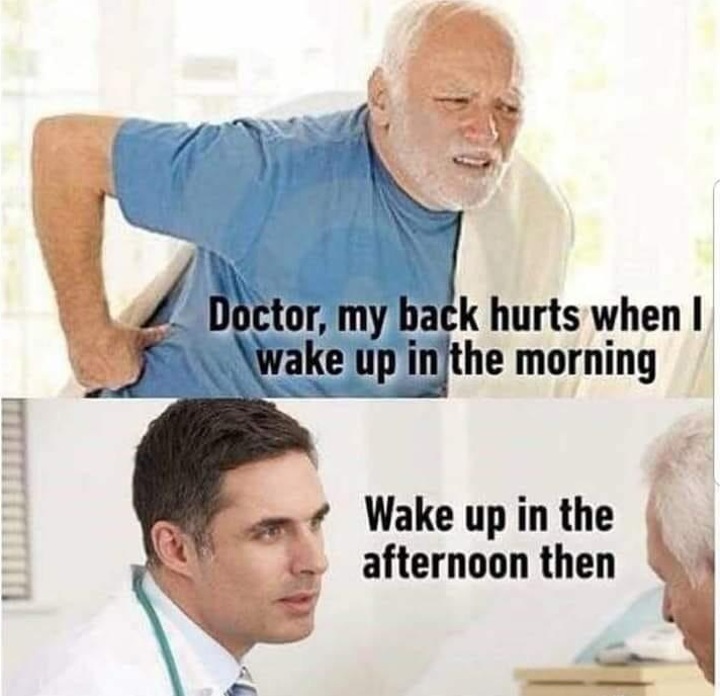 Doctor, my back hurts when I
wake up in the morning
Wake up in the
afternoon then